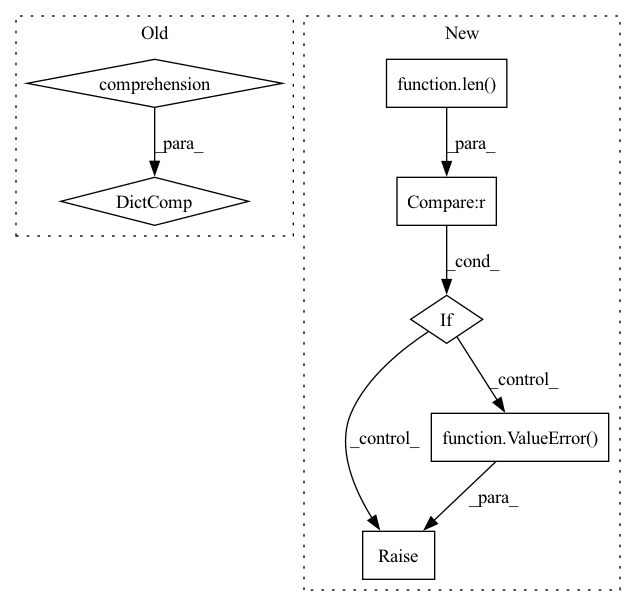 Old
New
comprehension
function.len()
_para_
_para_
DictComp
Compare:r
_cond_
If
_control_
_control_
function.ValueError()
_para_
Raise